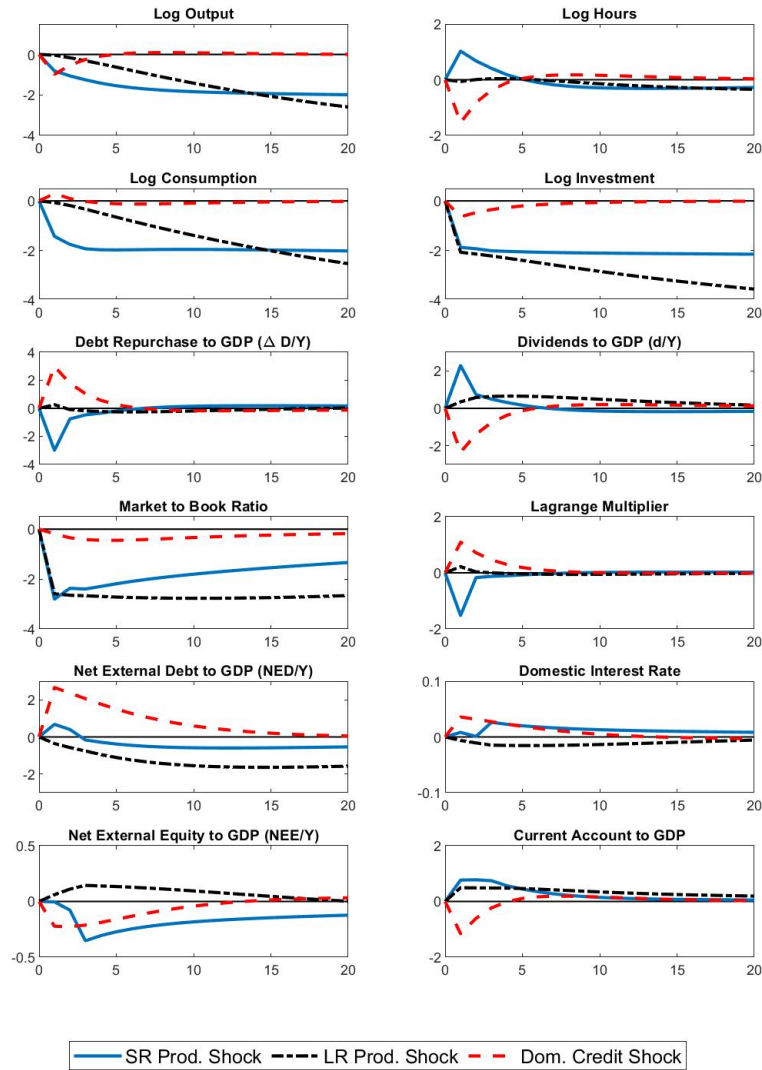 Log Output
0
-2
-4
0 5 10 15 20
Log Hours
2
0
-2
0 5 10 15 20
Log Consumption
0
-2
-4
0 5 10 15 20
Log Investment
0
-2
-4
0 5 10 15 20
Debt Repurchase to GDP (Δ D/Y)
4
2
0
-2
-4
0 5 10 15 20
Dividends to GDP (d/Y)
2
0
-2
0 5 10 15 20
Market to Book Ratio
0
-2
-4
0 5 10 15 20
Lagrange Multiplier
2
0
-2
0 5 10 15 20
Net External Debt to GDP (NED/Y)
2
0
-2
0 5 10 15 20
Domestic Interest Rate
0.1
0
-0.1
0 5 10 15 20
Net External Equity to GDP (NEE/Y)
0.5
0
-0.5
0 5 10 15 20
Current Account to GDP
2
0
-2
0 5 10 15 20
SR Prod. Shock LR Prod. Shock Dom. Credit Shock